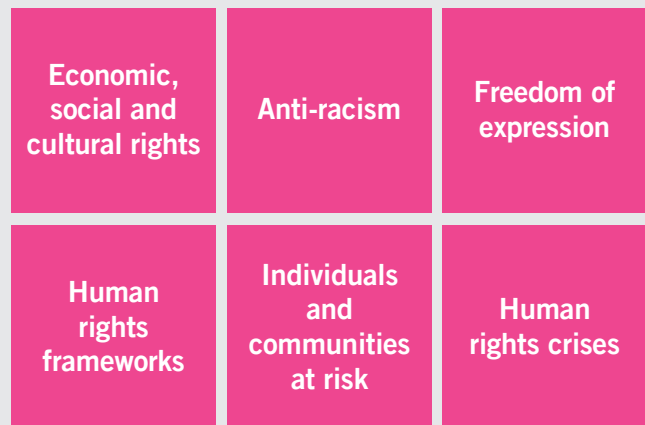 Economic,
social and
cultural rights
Anti-racism
Freedom of
expression
Human
rights
frameworks
Individuals
and
communities
at risk
Human
rights crises